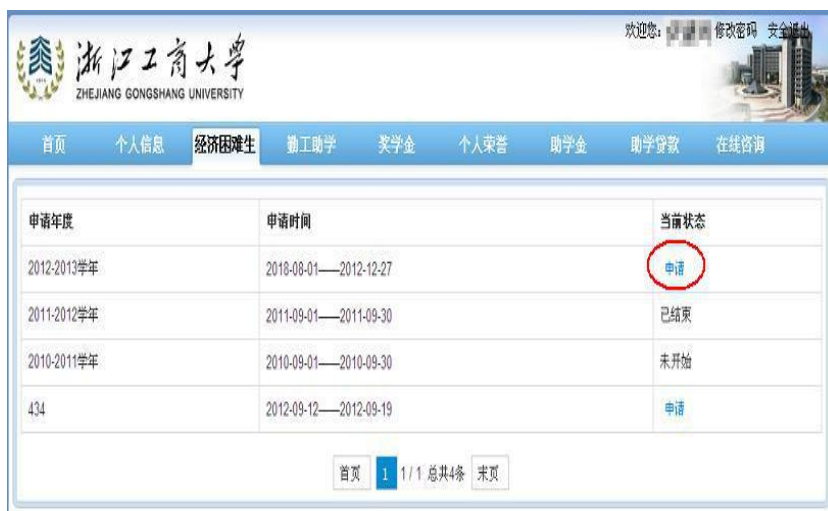 欢迎您: 修改密码 安全退出
浙江工商大学
ZHEJIANG GONGSHANG UNIVERSITY
首页 个人信息 经济困难生 勤工助学 奖学金 个人荣誉 助学金 助学贷款 在线咨询
申请年度 申请时间 当前状态
2012-2013学年 2018-08-01——2012-12-27 申请
2011-2012学年 2011-09-01——2011-09-30 已结束
2010-2011学年 2010-09-01——2010-09-30 未开始
434 2012-09-12——2012-09-19 申请
首页 1 1 / 1 总共4条 末页